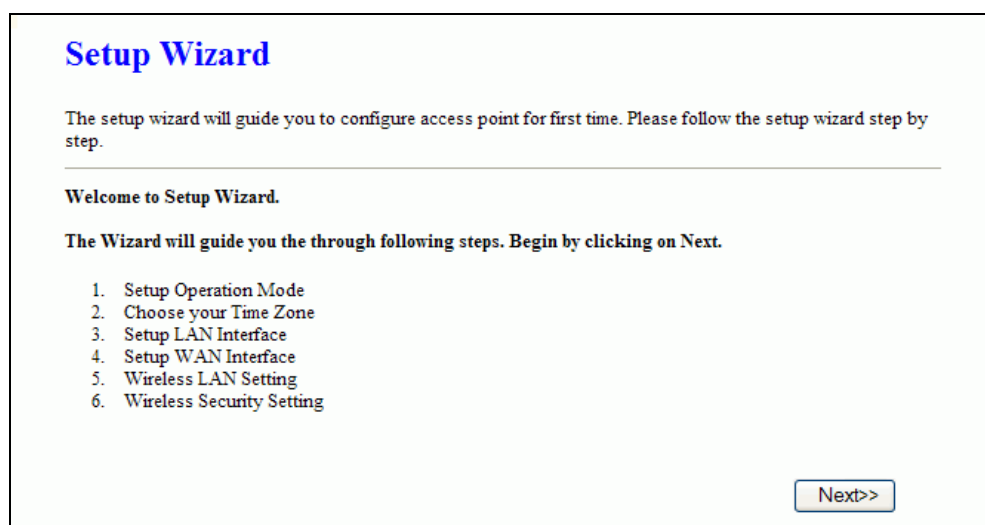 Setup Wizard
The setup wizard will guide you to configure access point for first time. Please follow the setup wizard step by
step.
Welcome to Setup Wizard.
The Wizard will guide you the through following steps. Begin by clicking on Next.
1. Setup Operation Mode
2. Choose your Time Zone
3. Setup LAN Interface
4. Setup WAN Interface
5. Wireless LAN Setting
6. Wireless Security Setting
Next>>